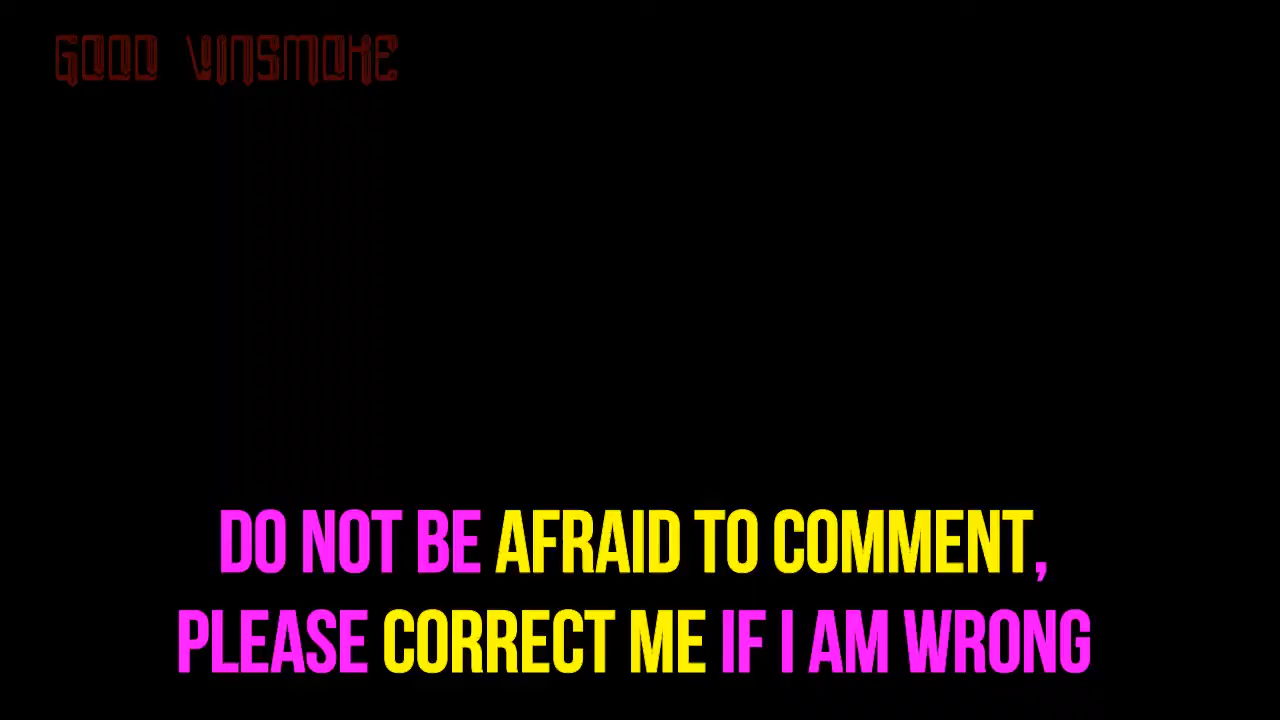 GOOD VINSMOKE
DO NOT BE AFRAID TO COMMENT,
PLEASE CORRECT ME IF I AM WRONG